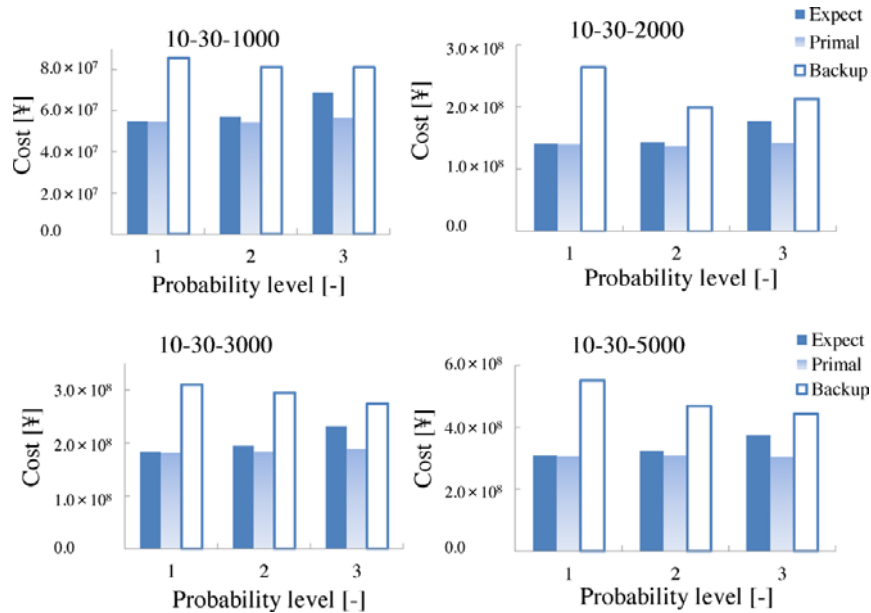 10-30-1000
Cost [¥]
8.0×10⁷
6.0×10⁷
4.0×10⁷
2.0×10⁷
0.0
1 2 3
Probability level [-]
10-30-2000
Expect
Primal
Backup
Cost [¥]
3.0×10⁸
2.0×10⁸
1.0×10⁸
0.0
1 2 3
Probability level [-]
10-30-3000
Cost [¥]
3.0×10⁸
2.0×10⁸
1.0×10⁸
0.0
1 2 3
Probability level [-]
10-30-5000
Expect
Primal
Backup
Cost [¥]
6.0×10⁸
4.0×10⁸
2.0×10⁸
0.0
1 2 3
Probability level [-]